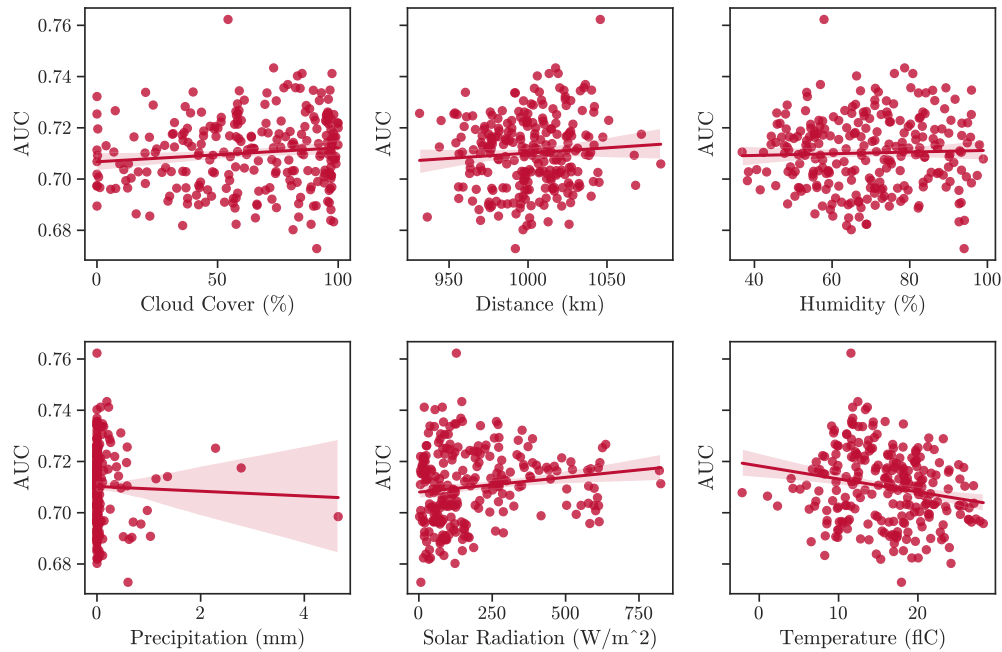 0.76
0.74
0.72
0.70
0.68
AUC
0
50
100
Cloud Cover (%)
AUC
950
1000
1050
Distance (km)
AUC
40
60
80
100
Humidity (%)
0.76
0.74
0.72
0.70
0.68
AUC
0
2
4
Precipitation (mm)
AUC
0
250
500
750
Solar Radiation (W/m^2)
AUC
0
10
20
Temperature (flC)